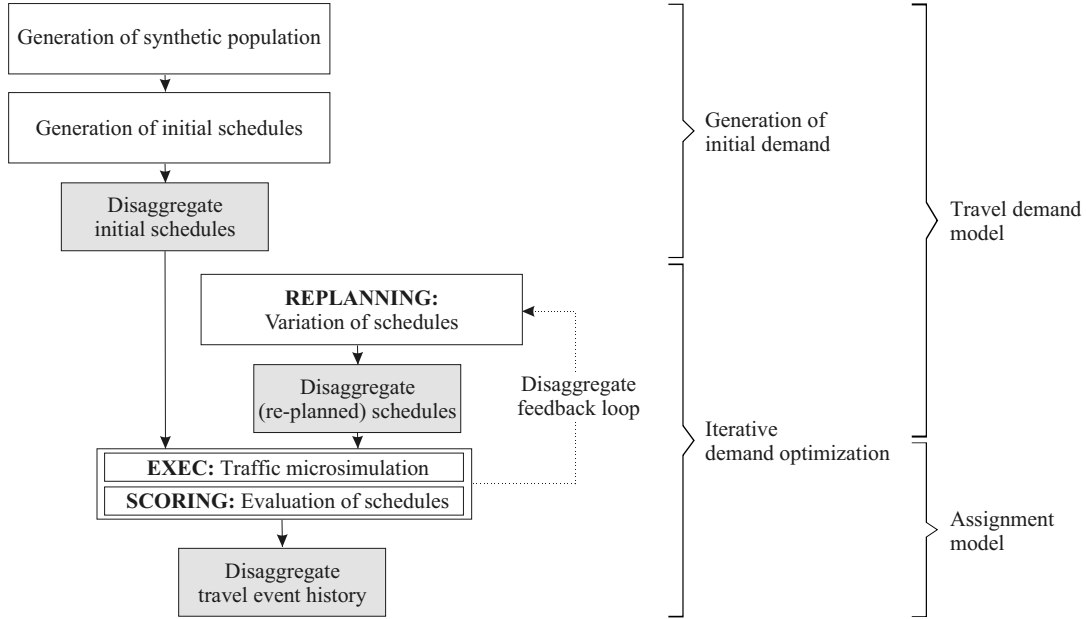 Generation of synthetic population
Generation of initial schedules
Disaggregate
initial schedules
REPLANNING:
Variation of schedules
Disaggregate
(re-planned) schedules
EXEC: Traffic microsimulation
SCORING: Evaluation of schedules
Disaggregate
travel event history
Disaggregate
feedback loop
Generation of
initial demand
Iterative
demand optimization
Travel demand
model
Assignment
model